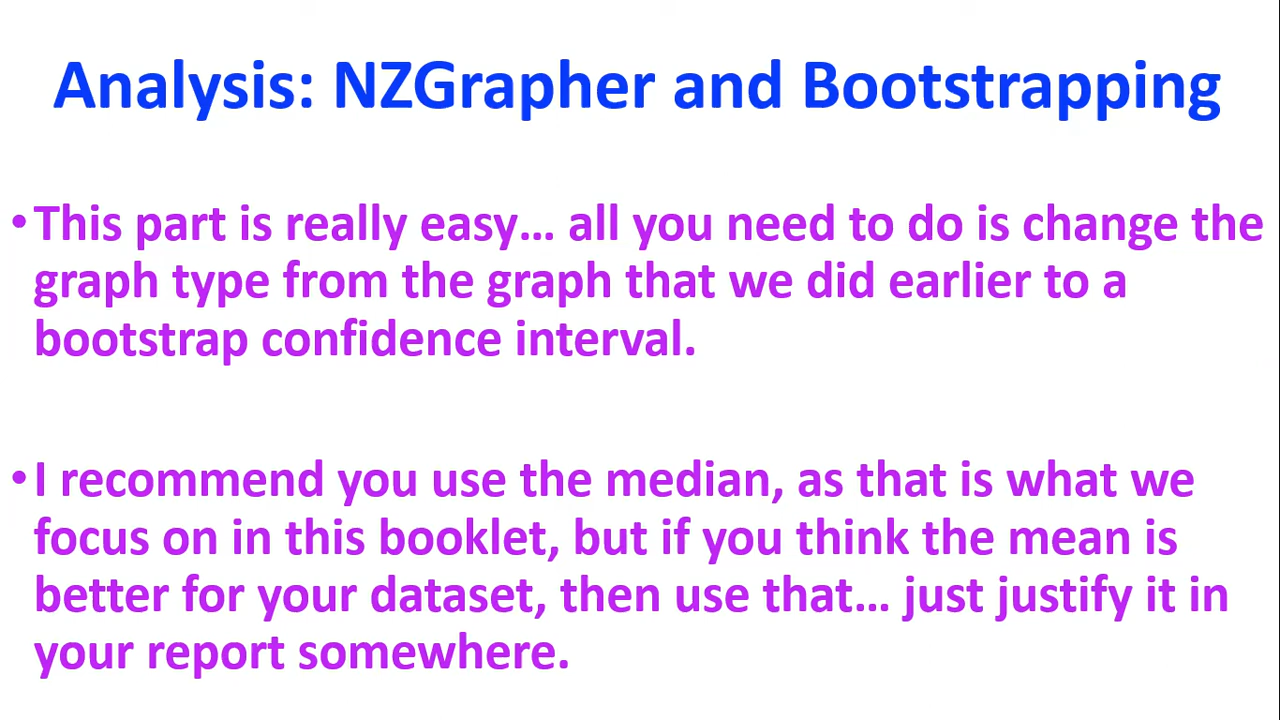 Analysis: NZGrapher and Bootstrapping
•This part is really easy... all you need to do is change the
graph type from the graph that we did earlier to a
bootstrap confidence interval.
•I recommend you use the median, as that is what we
focus on in this booklet, but if you think the mean is
better for your dataset, then use that... just justify it in
your report somewhere.